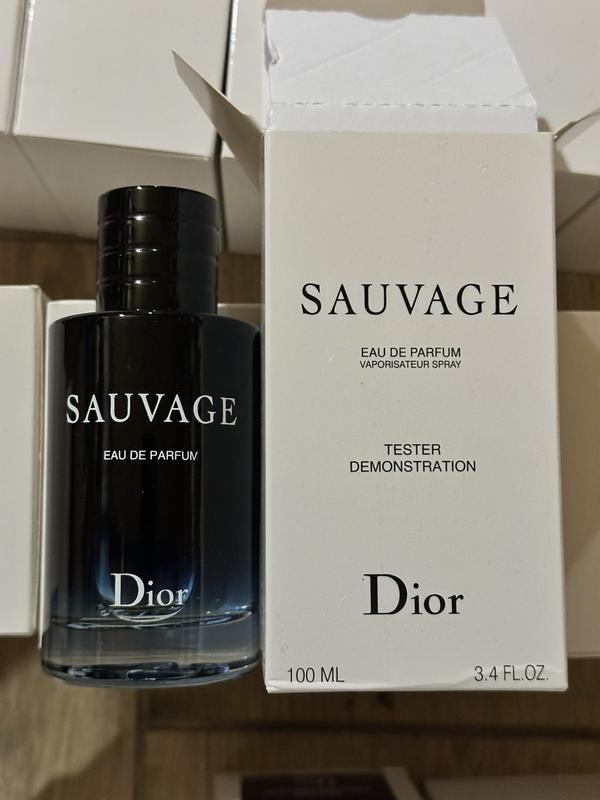 SAUVAGE
EAU DE PARFUM
Dior
SAUVAGE
EAU DE PARFUM
VAPORISATEUR SPRAY
TESTER
DEMONSTRATION
Dior
100 ML 3.4 FL.OZ.